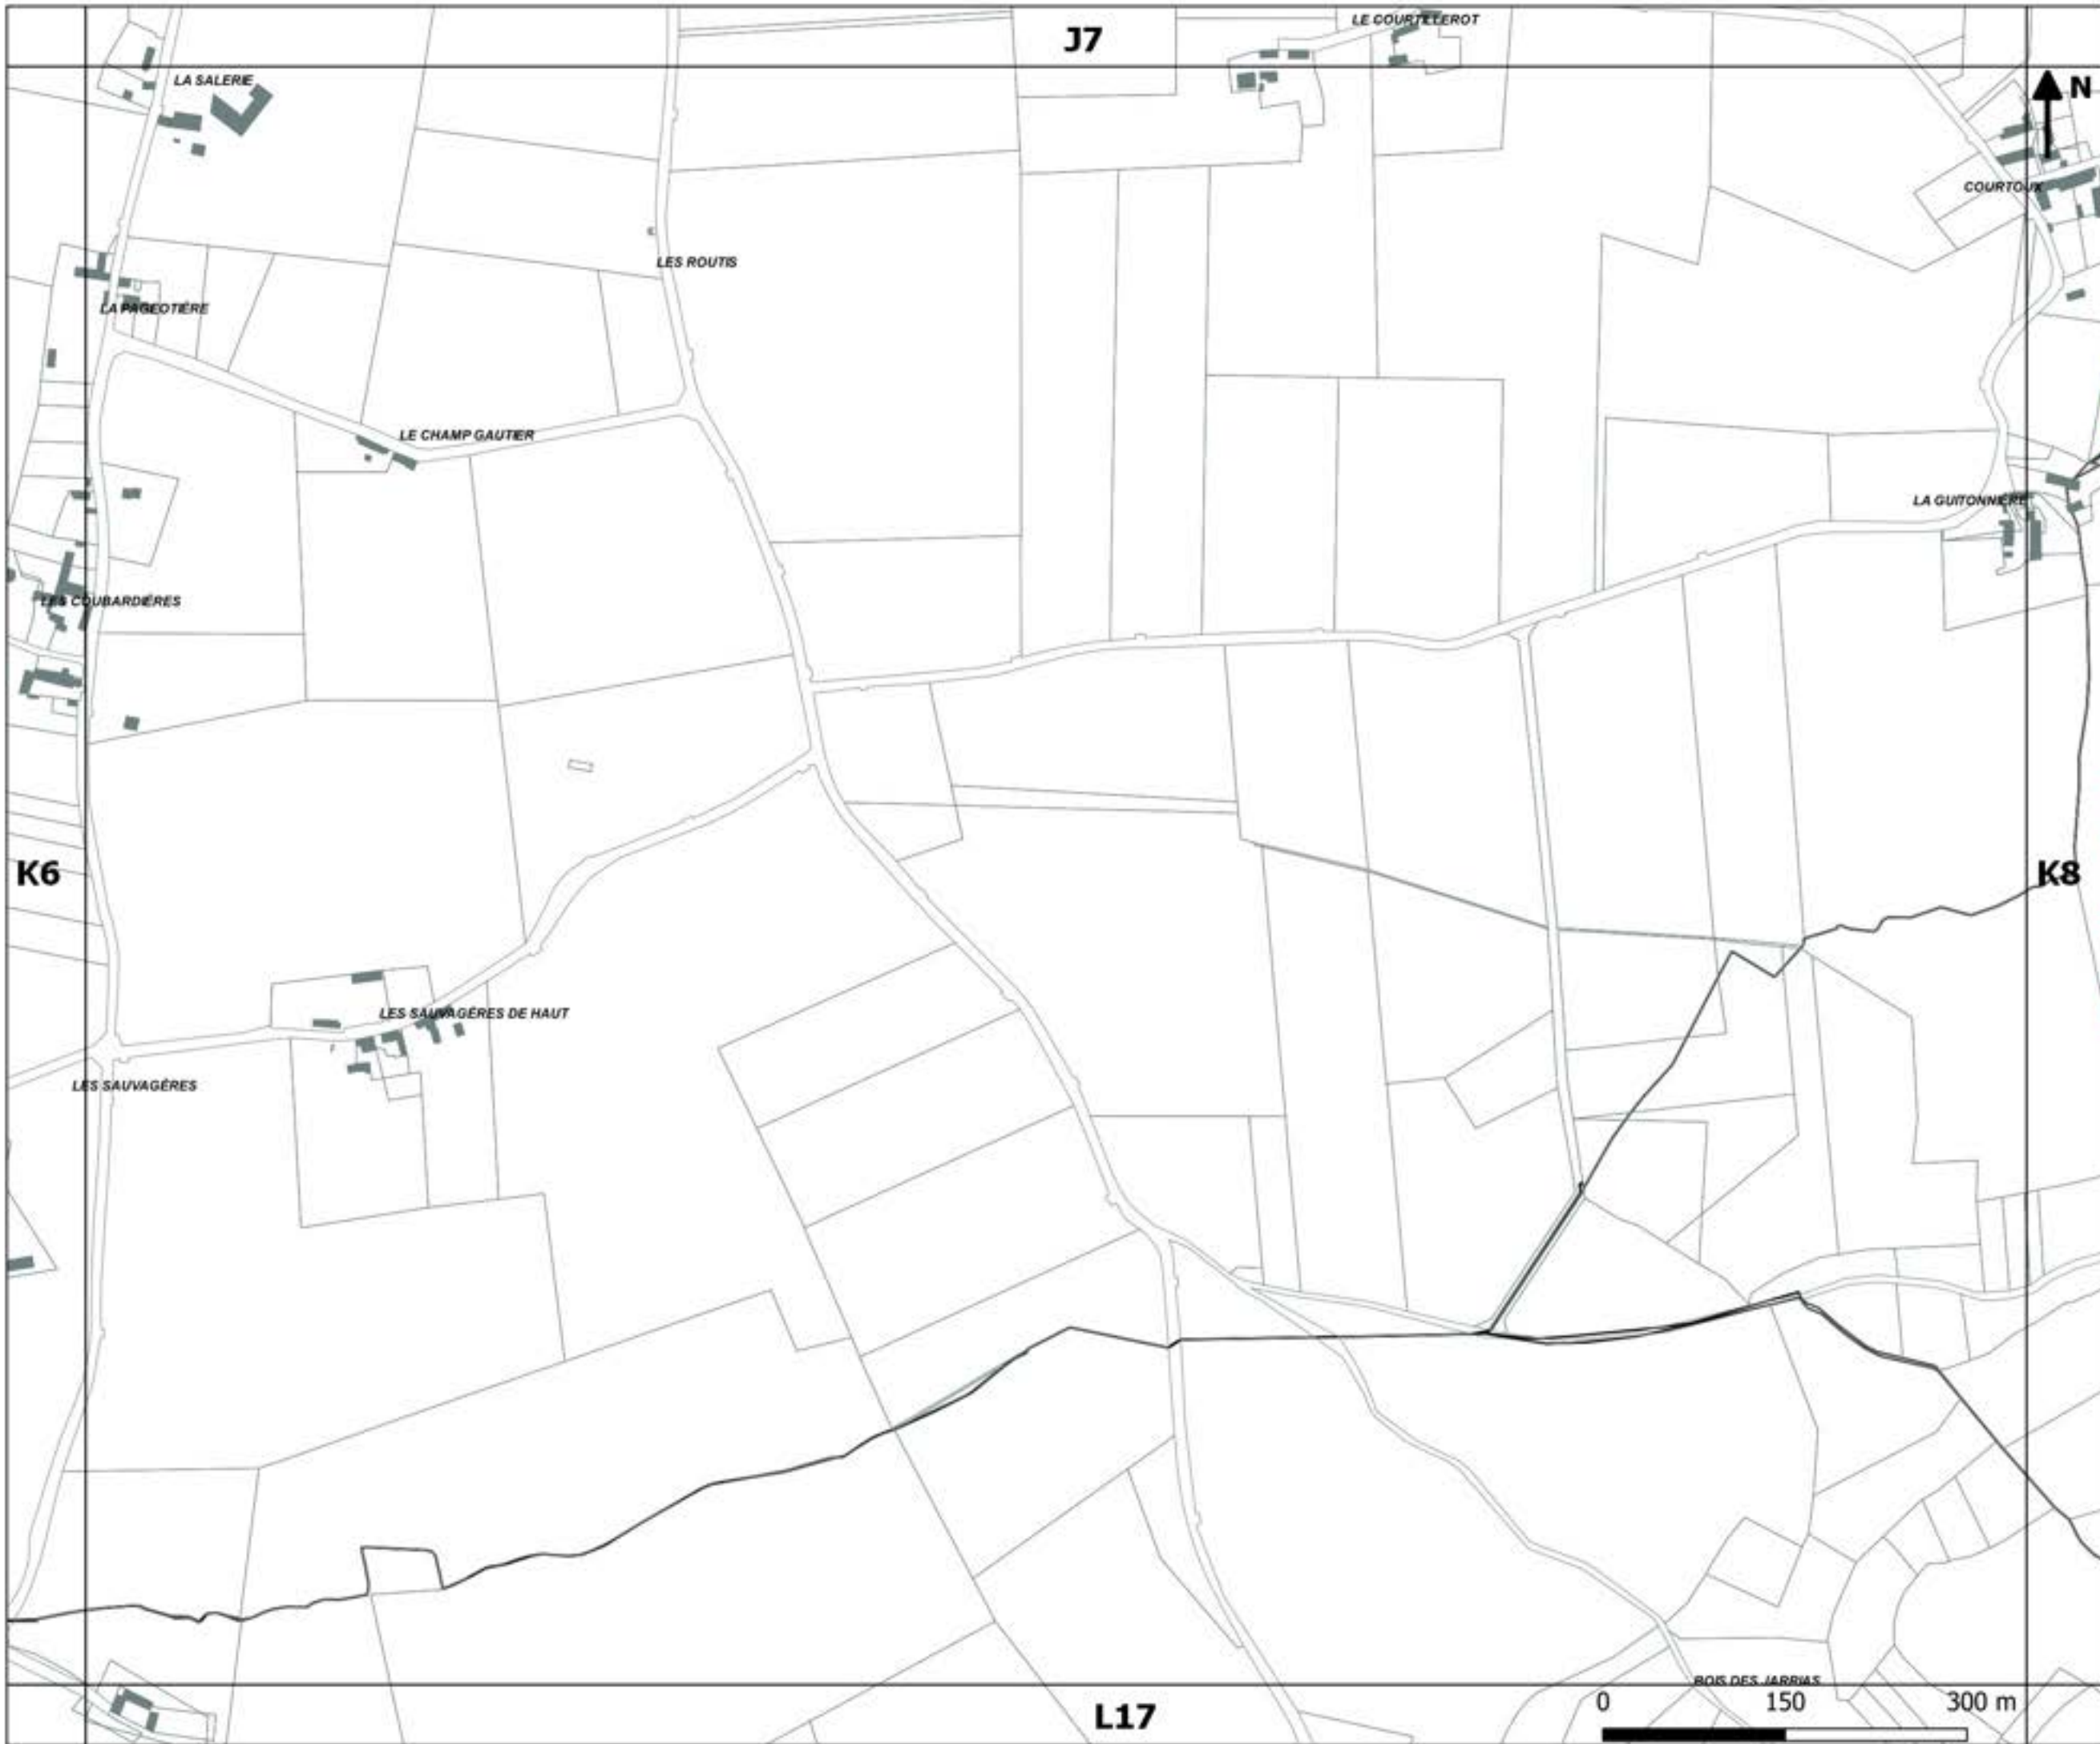 LE COURTILLEROT
J7
LA SALERIE
N
COURTOUX
LES ROUTIS
LA PAGEOTIÈRE
LE CHAMP GAUTIER
LA GUITONNIÈRE
LES COUBARDIÈRES
K6
K8
LES SAUVAGÈRES DE HAUT
LES SAUVAGÈRES
BOIS DES JARRIAS
0 150 300 m
L17